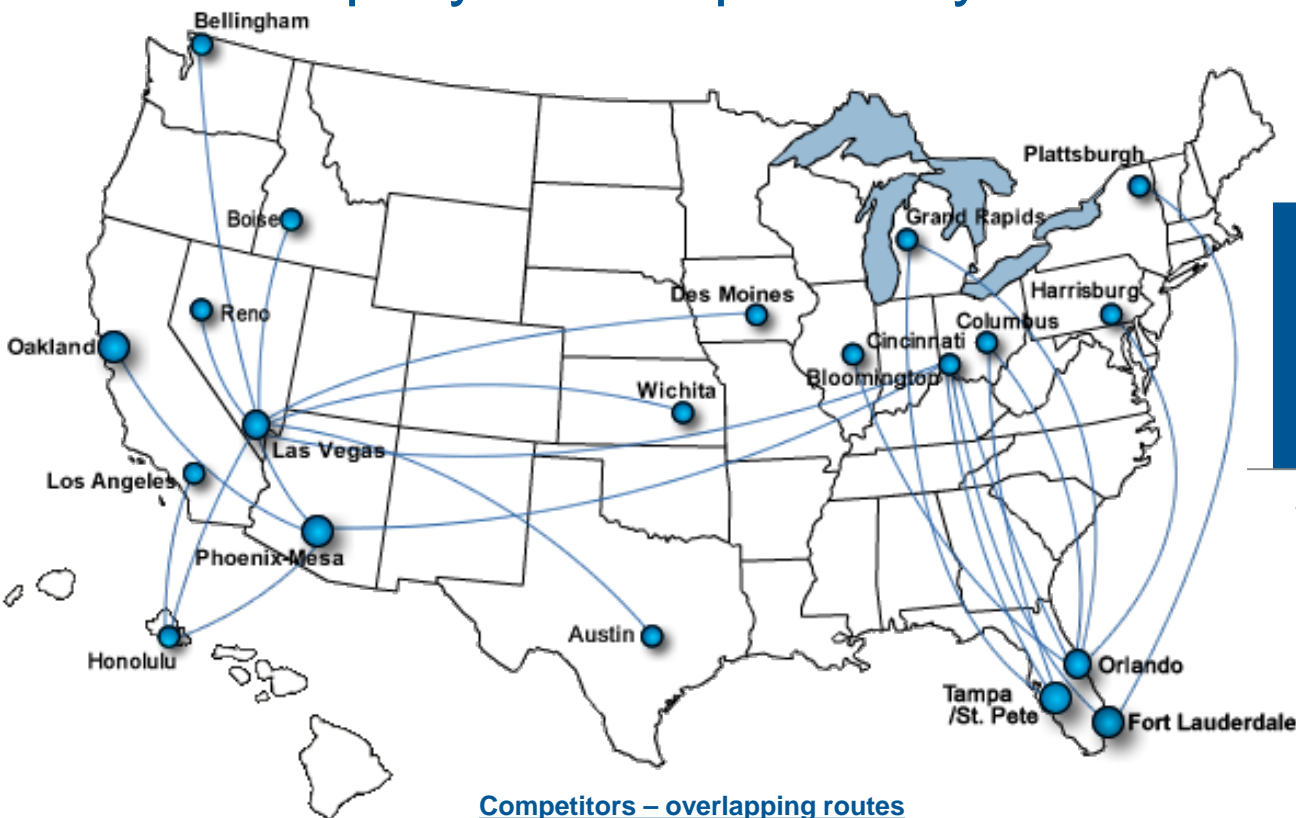 Bellingham
Plattsburgh
Boise
Grand Rapids
Des Moines
Harrisburg
Reno
Columbus
Oakland
Cincinnati
Bloomington
Wichita
Las Vegas
Los Angeles
Phoenix-Mesa
Austin
Honolulu
Orlando
Tampa
/St. Pete
Fort Lauderdale
Competitors – overlapping routes